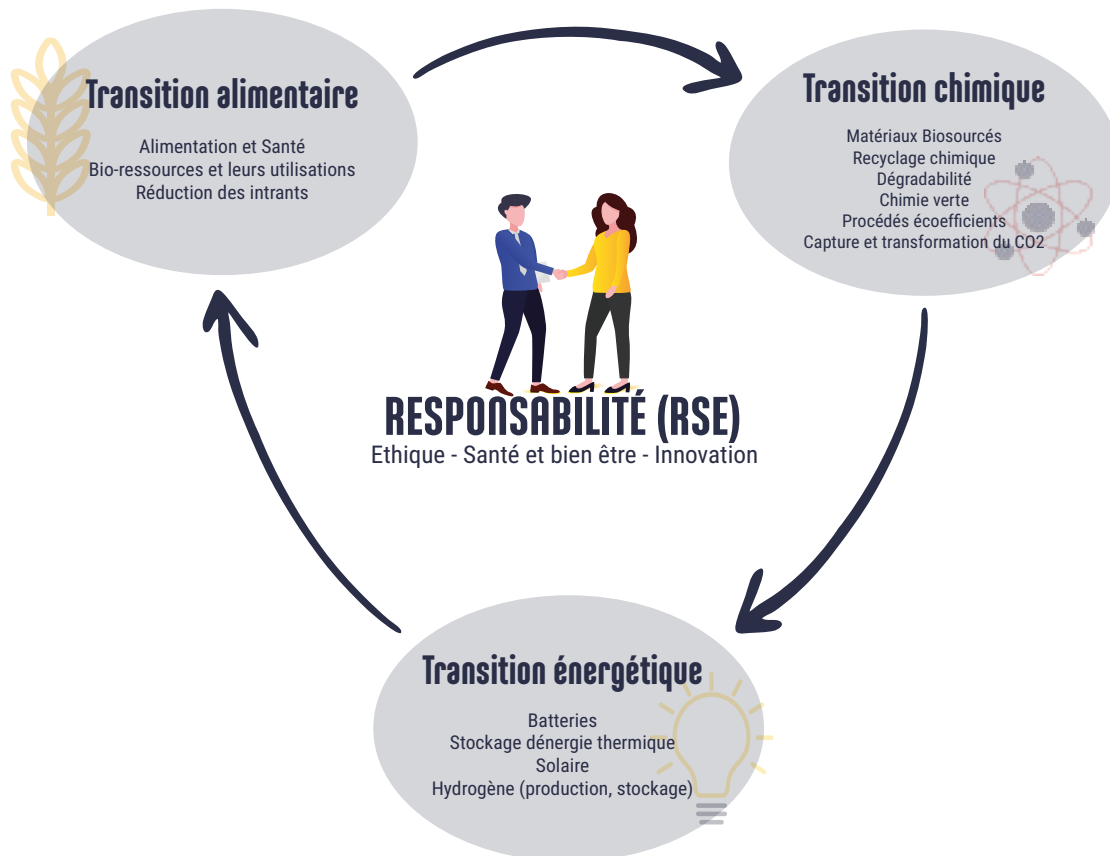 Transition alimentaire
Alimentation et Santé
Bio-ressources et leurs utilisations
Réduction des intrants
Transition chimique
Matériaux Biosourcés
Recyclage chimique
Dégradabilité
Chimie verte
Procédés écoefficients
Capture et transformation du CO2
RESPONSABILITÉ (RSE)
Ethique - Santé et bien être - Innovation
Transition énergétique
Batteries
Stockage dénergie thermique
Solaire
Hydrogène (production, stockage)